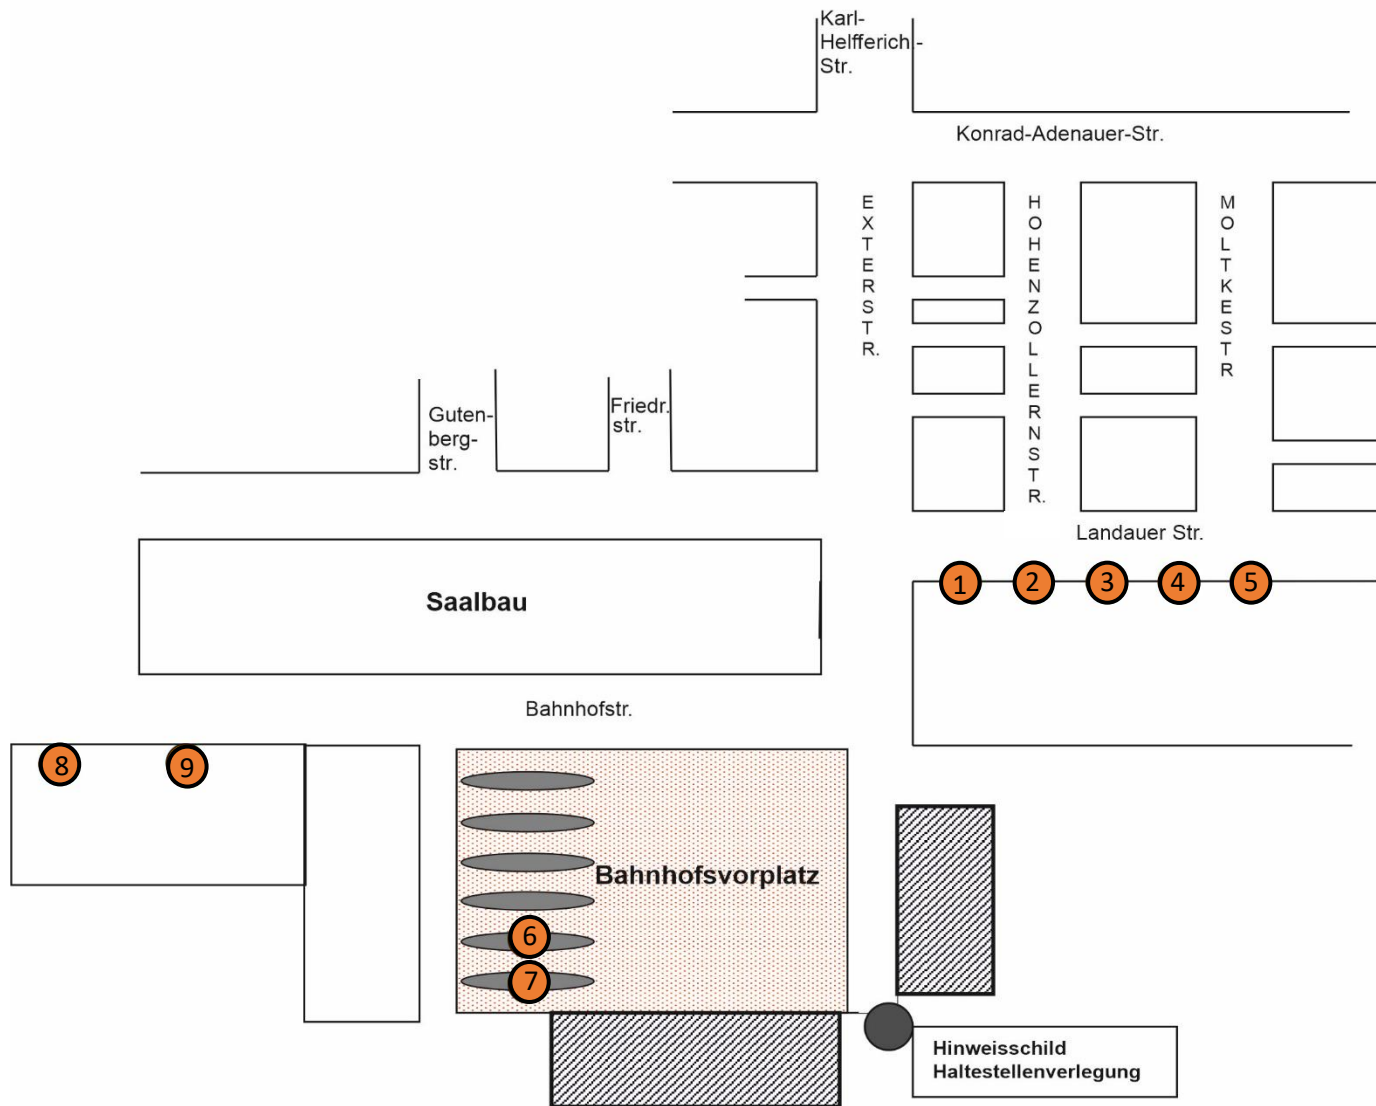 Karl-
Helfferich.-
Str.
Konrad-Adenauer-Str.
EXTERSTR.
HOHENZOLLERNSTR.
MOLTKESTR
Guten-
berg-
str.
Friedr.
str.
Landauer Str.
1 2 3 4 5
Saalbau
Bahnhofstr.
8 9
Bahnhofsvorplatz
6
7
Hinweisschild
Haltestellenverlegung